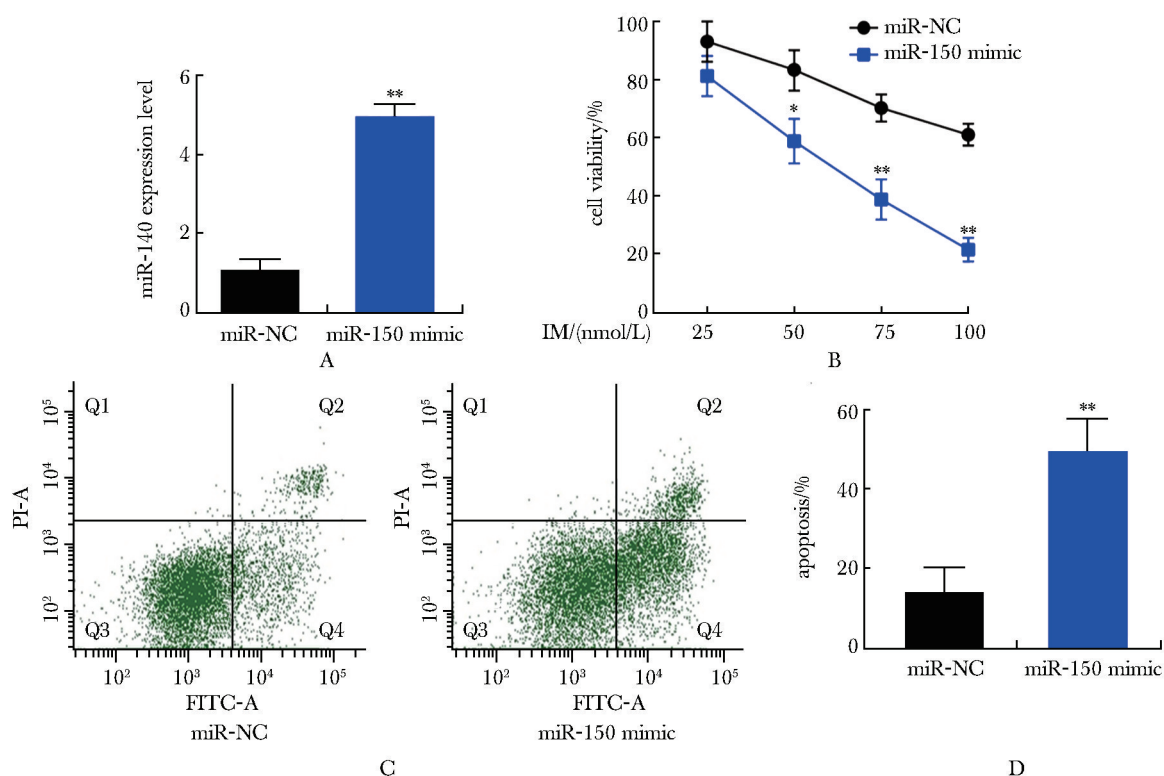 miR-140 expression level
6
4
2
0
**
miR-NC
miR-150 mimic
A
cell viability/%
100
80
60
40
20
0
miR-NC
miR-150 mimic
*
**
**
IM/(nmol/L)
25
50
75
100
B
PI-A
10⁵
10⁴
10³
10²
Q1
Q2
Q3
Q4
10²
10³
10⁴
10⁵
FITC-A
miR-NC
PI-A
10⁵
10⁴
10³
10²
Q1
Q2
Q3
Q4
10²
10³
10⁴
10⁵
FITC-A
miR-150 mimic
C
apoptosis/%
60
40
20
0
**
miR-NC
miR-150 mimic
D